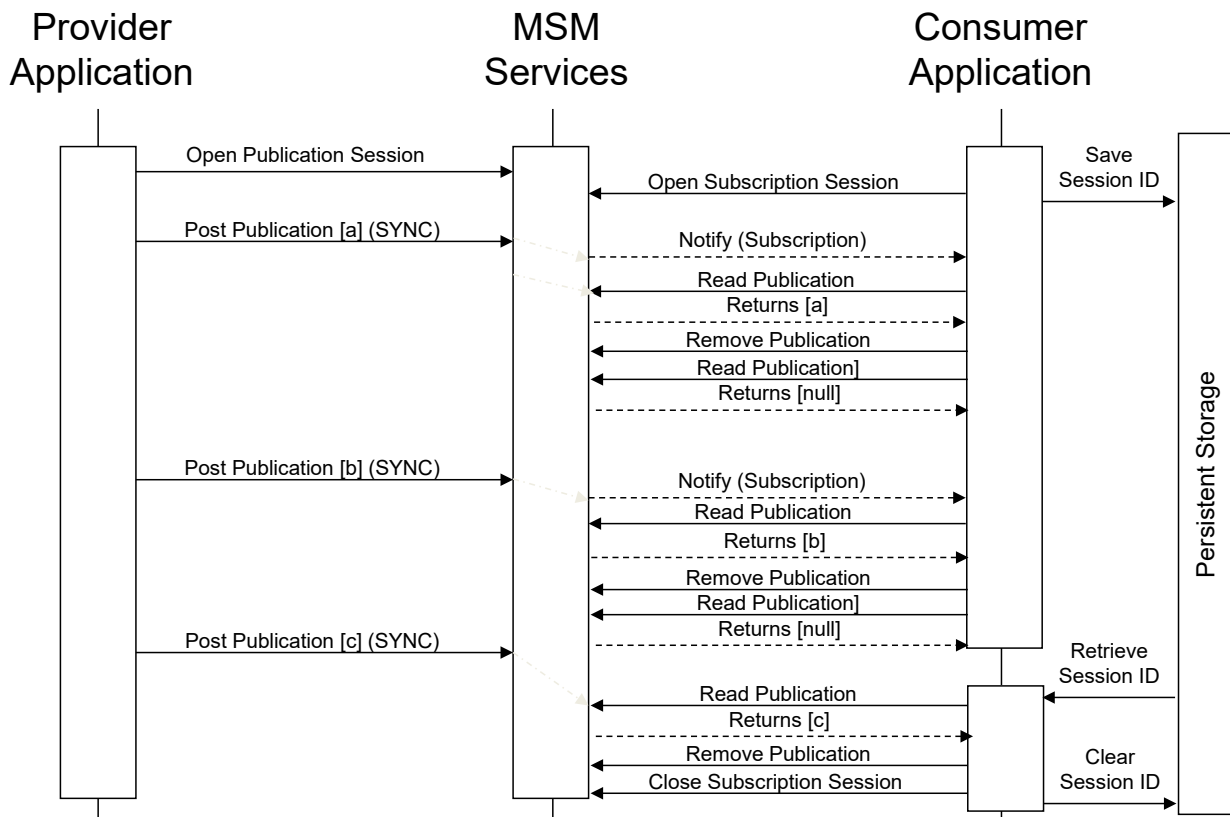 Provider
Application
MSM
Services
Consumer
Application
Open Publication Session
Save
Session ID
Open Subscription Session
Post Publication [a] (SYNC)
Notify (Subscription)
Read Publication
Returns [a]
Remove Publication
Read Publication]
Returns [null]
Persistent Storage
Post Publication [b] (SYNC)
Notify (Subscription)
Read Publication
Returns [b]
Remove Publication
Read Publication]
Returns [null]
Post Publication [c] (SYNC)
Retrieve
Session ID
Read Publication
Returns [c]
Remove Publication
Clear
Session ID
Close Subscription Session